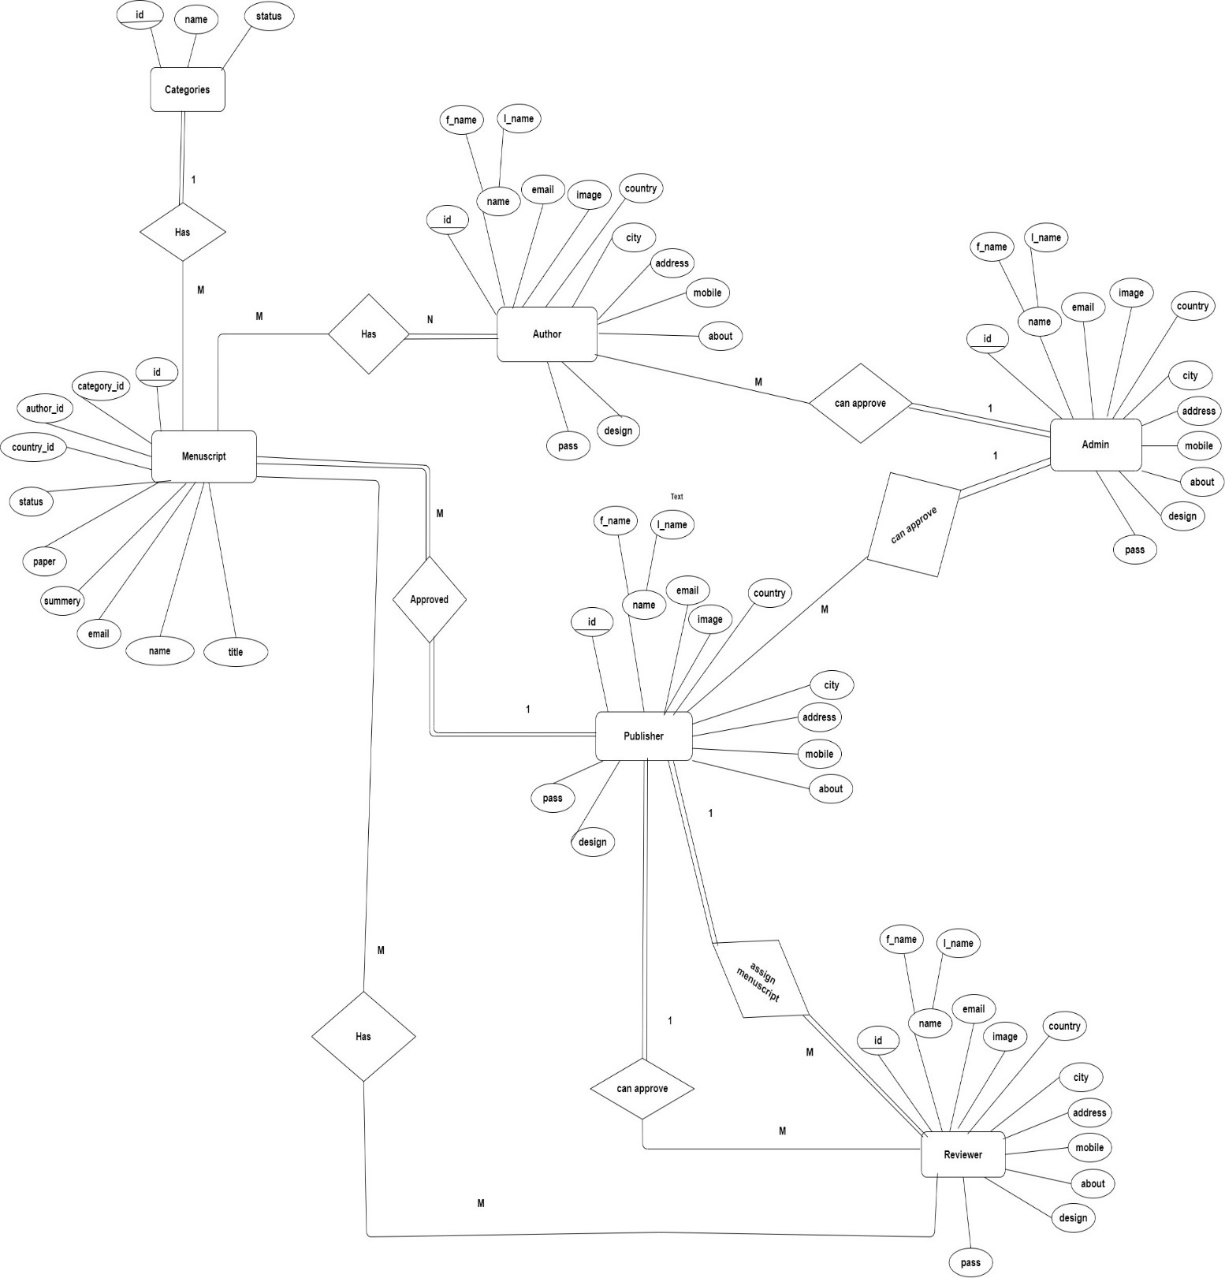 id
name
status
Categories
1
Has
M
f_name
l_name
name
email
image
country
id
city
address
mobile
about
Author
pass
design
N
Has
M
f_name
l_name
name
email
image
country
id
city
address
mobile
about
design
pass
Admin
M
can approve
1
1
can approve
M
id
category_id
author_id
country_id
status
paper
summery
email
name
title
Menuscript
M
Approved
1
Text
f_name
l_name
name
email
image
country
id
city
address
mobile
about
Publisher
pass
design
1
assign
menuscript
M
1
can approve
M
M
Has
M
f_name
l_name
name
email
image
country
id
city
address
mobile
about
design
pass
Reviewer